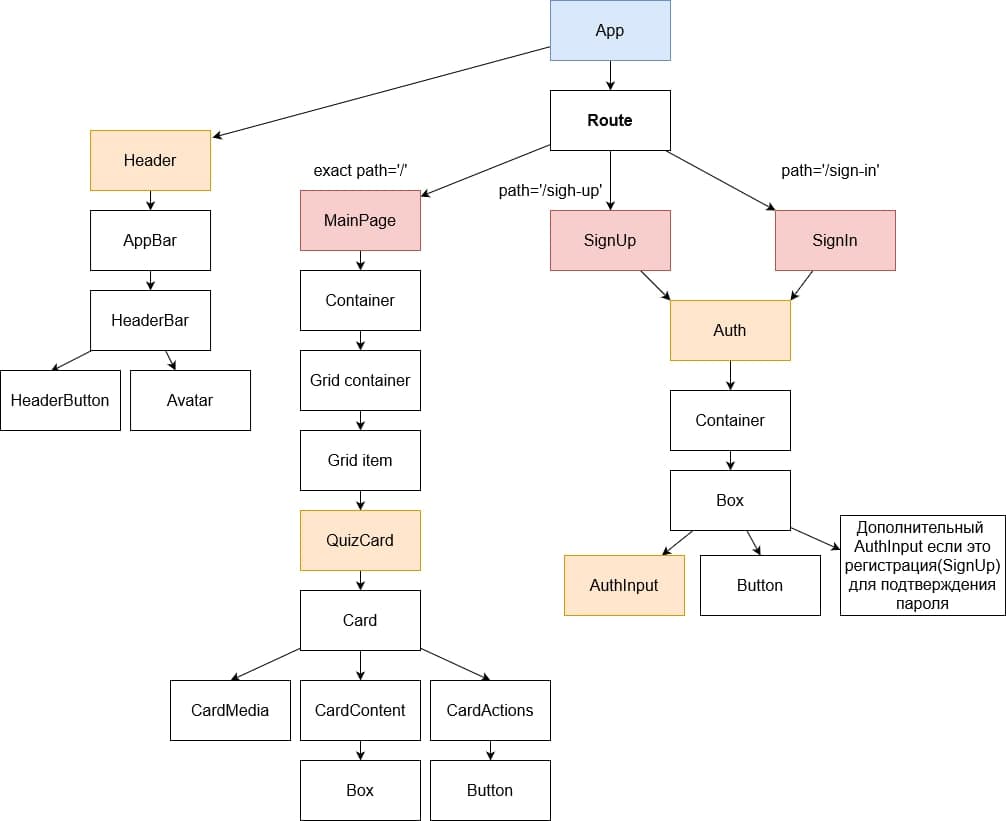 App
Route
Header
exact path='/'
path='/sigh-up'
path='/sign-in'
MainPage
SignUp
SignIn
AppBar
Container
HeaderBar
Auth
HeaderButton
Avatar
Grid container
Container
Grid item
Box
QuizCard
AuthInput
Button
Дополнительный
AuthInput если это
регистрация(SignUp)
для подтверждения
пароля
Card
CardMedia
CardContent
CardActions
Box
Button